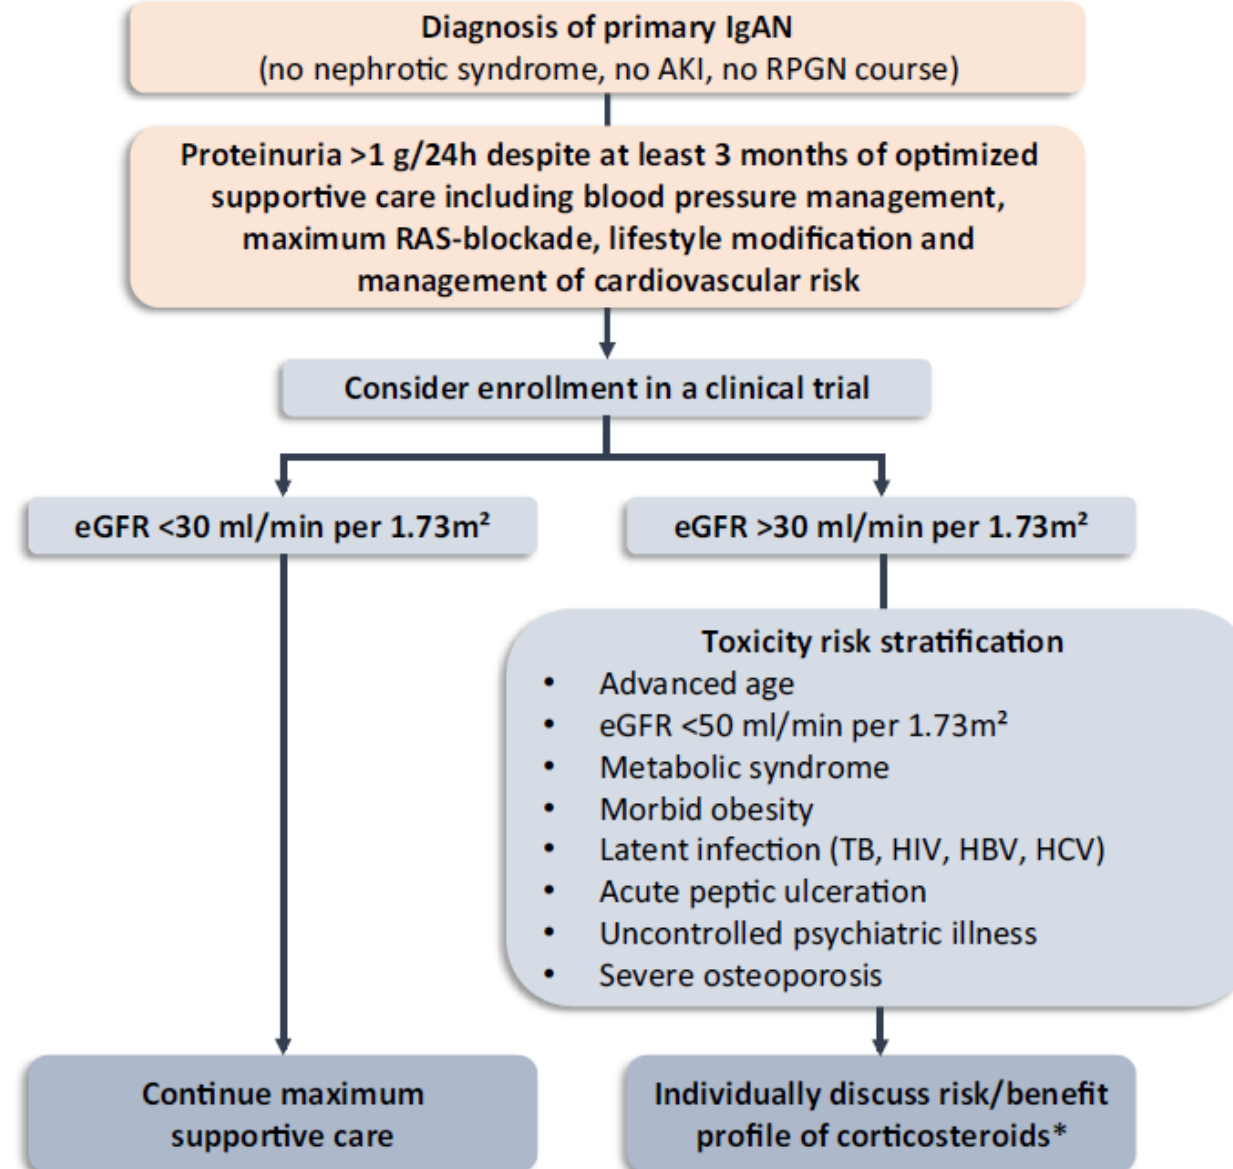 Diagnosis of primary IgAN
(no nephrotic syndrome, no AKI, no RPGN course)
Proteinuria >1 g/24h despite at least 3 months of optimized
supportive care including blood pressure management,
maximum RAS-blockade, lifestyle modification and
management of cardiovascular risk
Consider enrollment in a clinical trial
eGFR <30 ml/min per 1.73m²
eGFR >30 ml/min per 1.73m²
Toxicity risk stratification
• Advanced age
• eGFR <50 ml/min per 1.73m²
• Metabolic syndrome
• Morbid obesity
• Latent infection (TB, HIV, HBV, HCV)
• Acute peptic ulceration
• Uncontrolled psychiatric illness
• Severe osteoporosis
Continue maximum
supportive care
Individually discuss risk/benefit
profile of corticosteroids*